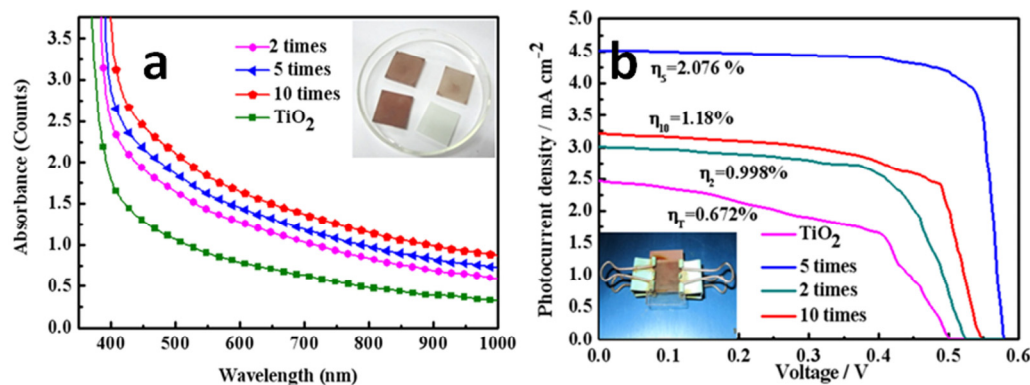 a
2 times
5 times
10 times
TiO₂
3.5
3.0
2.5
2.0
1.5
1.0
0.5
0.0
Absorbance (Counts)
400 500 600 700 800 900 1000
Wavelength (nm)
b
η₅=2.076 %
η₁₀=1.18%
η₂=0.998%
η_T=0.672%
TiO₂
5 times
2 times
10 times
5.0
4.5
4.0
3.5
3.0
2.5
2.0
1.5
1.0
0.5
0.0
Photocurrent density / mA cm⁻²
0.0 0.1 0.2 0.3 0.4 0.5 0.6
Voltage / V